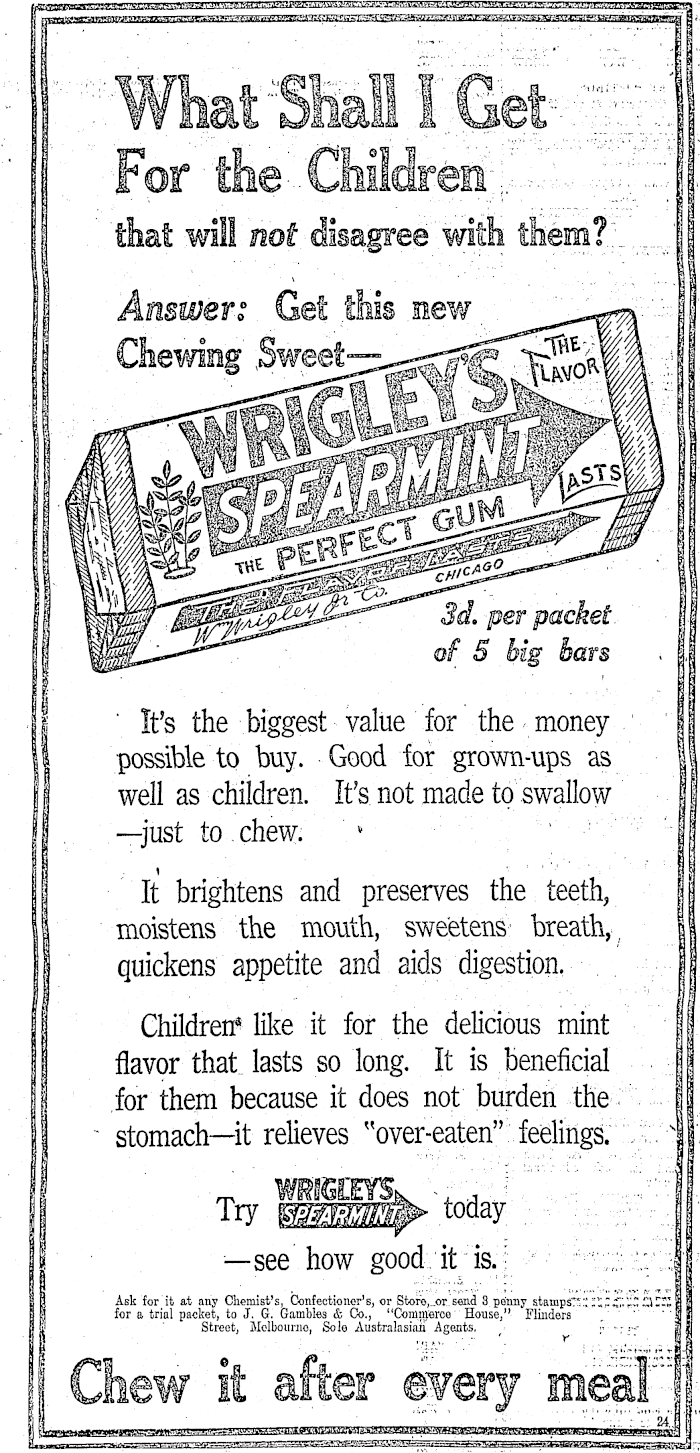 What Shall I Get
For the Children
that will not disagree with them?
Answer: Get this new
Chewing Sweet—
WRIGLEY'S
SPEARMINT
THE PERFECT GUM
THE
FLAVOR
LASTS
THE FLAVOR LASTS
Wm Wrigley Jr. Co.
CHICAGO
3d. per packet
of 5 big bars
It's the biggest value for the money
possible to buy. Good for grown-ups as
well as children. It's not made to swallow
—just to chew.
It brightens and preserves the teeth,
moistens the mouth, sweetens breath,
quickens appetite and aids digestion.
Children like it for the delicious mint
flavor that lasts so long. It is beneficial
for them because it does not burden the
stomach—it relieves "over-eaten" feelings.
Try WRIGLEY'S SPEARMINT today
—see how good it is.
Ask for it at any Chemist's, Confectioner's, or Store, or send 3 penny stamps
for a trial packet, to J. G. Gambles & Co., "Commerce House," Flinders
Street, Melbourne, Sole Australasian Agents.
Chew it after every meal
24